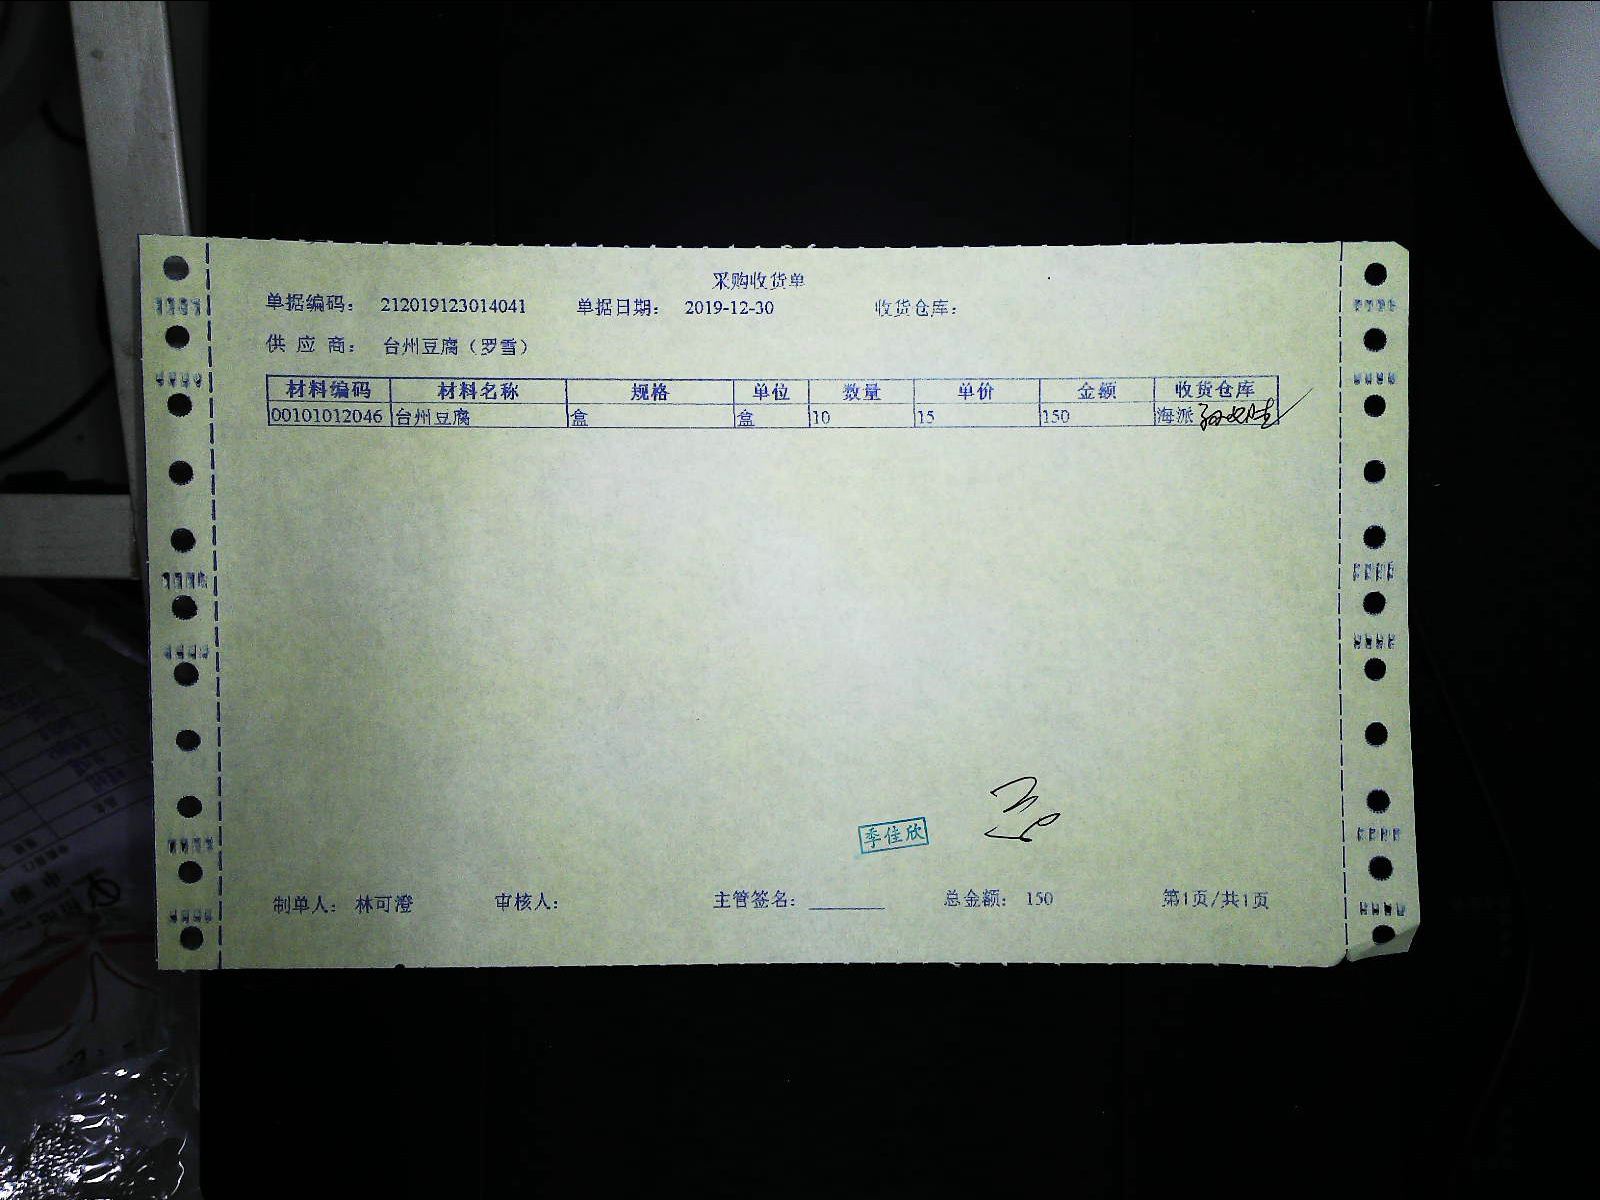 采购收货单
单据编码： 212019123014041 单据日期： 2019-12-30 收货仓库：
供 应 商： 台州豆腐（罗雪）
材料编码 材料名称 规格 单位 数量 单价 金额 收货仓库
00101012046 台州豆腐 盒 盒 10 15 150 海派
季佳欣
制单人： 林可澄 审核人： 主管签名： ________ 总金额： 150 第1页/共1页